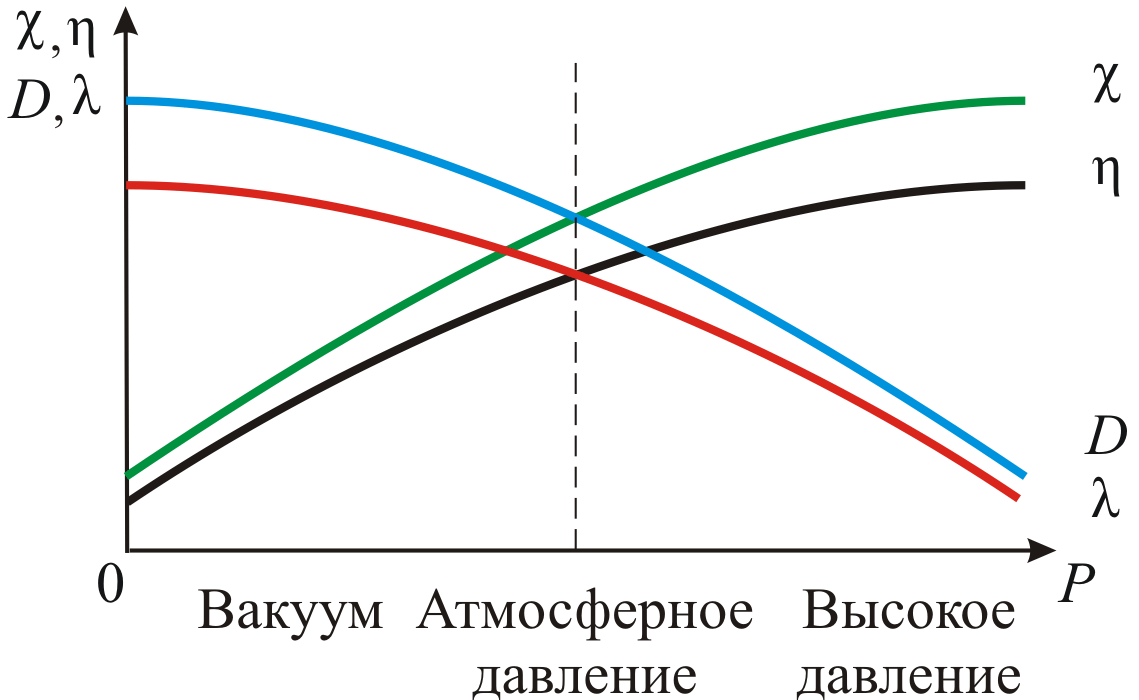 χ, η
D, λ
χ
η
D
λ
0
P
Вакуум
Атмосферное
давление
Высокое
давление